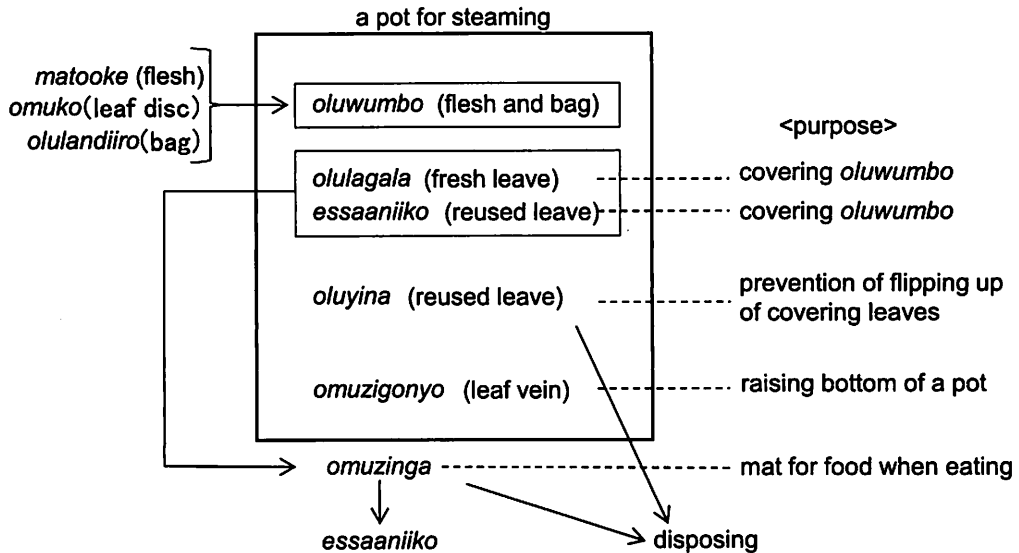 a pot for steaming
matooke (flesh)
omuko(leaf disc)
olulandiiro(bag)
oluwumbo (flesh and bag)
<purpose>
olulagala (fresh leave)
covering oluwumbo
essaaniiko (reused leave)
covering oluwumbo
oluyina (reused leave)
prevention of flipping up
of covering leaves
omuzigonyo (leaf vein)
raising bottom of a pot
omuzinga
mat for food when eating
essaaniiko
disposing